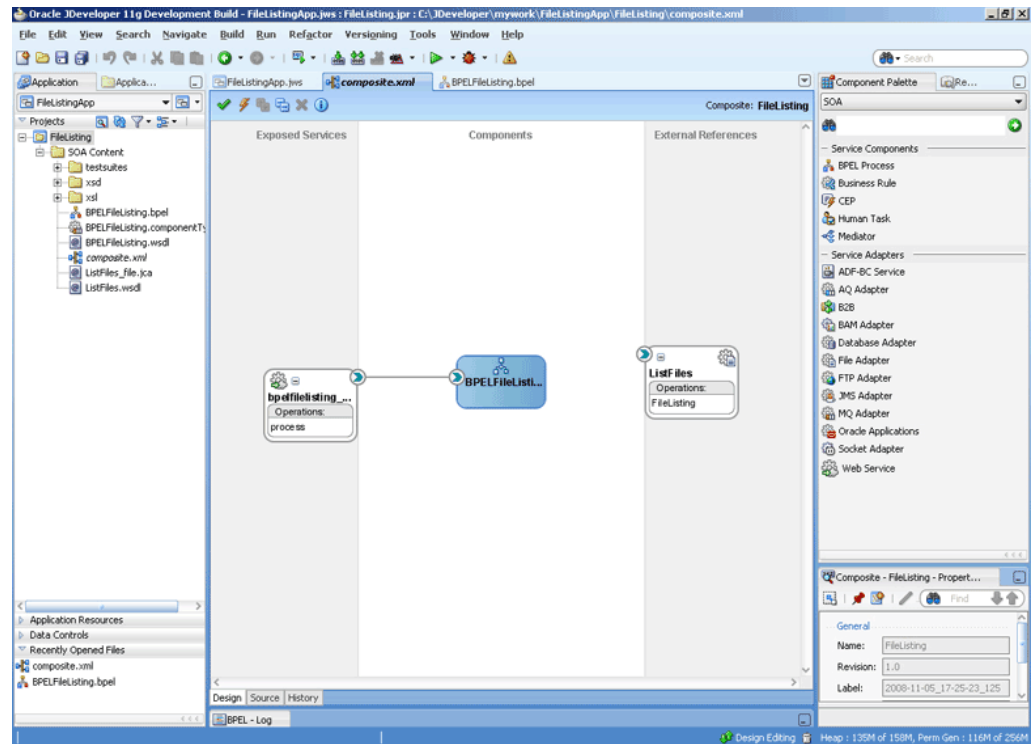 Oracle JDeveloper 11g Development Build - FileListingApp.jws : FileListing.jpr : C:\JDeveloper\mywork\FileListingApp\FileListing\composite.xml
File Edit View Search Navigate Build Run Refactor Versioning Tools Window Help
Search
Application Applica...
FileListingApp.jws composite.xml BPELFileListing.bpel
Component Palette Re...
FileListingApp
Composite: FileListing
SOA
Projects
FileListing
SOA Content
testsuites
xsd
xsl
BPELFileListing.bpel
BPELFileListing.componentTy
BPELFileListing.wsdl
composite.xml
ListFiles_file.jca
ListFiles.wsdl
Application Resources
Data Controls
Recently Opened Files
composite.xml
BPELFileListing.bpel
Exposed Services Components External References
bpelfilelisting_...
Operations:
process
BPELFileListi...
ListFiles
Operations:
FileListing
Design Source History
BPEL - Log
Service Components
BPEL Process
Business Rule
CEP
Human Task
Mediator
Service Adapters
ADF-BC Service
AQ Adapter
B2B
BAM Adapter
Database Adapter
File Adapter
FTP Adapter
JMS Adapter
MQ Adapter
Oracle Applications
Socket Adapter
Web Service
Composite - FileListing - Propert...
Find
General
Name: FileListing
Revision: 1.0
Label: 2008-11-05_17-25-23_125
Design Editing Heap : 135M of 158M, Perm Gen : 116M of 256M